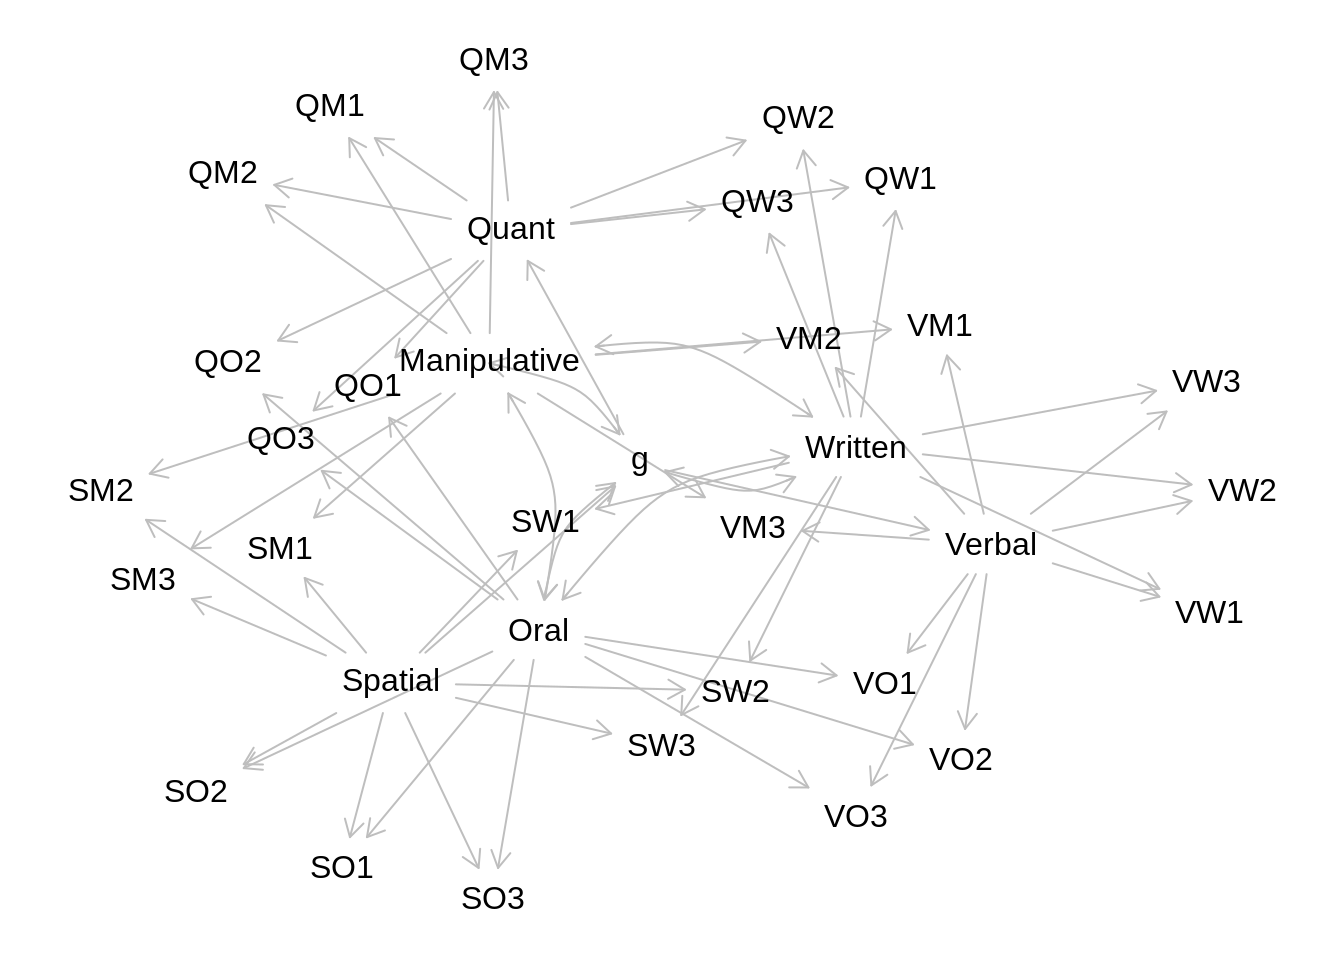 QM3
QM1
QW2
QM2
QW1
QW3
Quant
VM1
VM2
QO2
Manipulative
VW3
QO1
QO3
Written
g
SM2
VW2
SW1
VM3
SM1
Verbal
SM3
VW1
Oral
Spatial
SW2
VO1
SW3
VO2
SO2
VO3
SO1
SO3